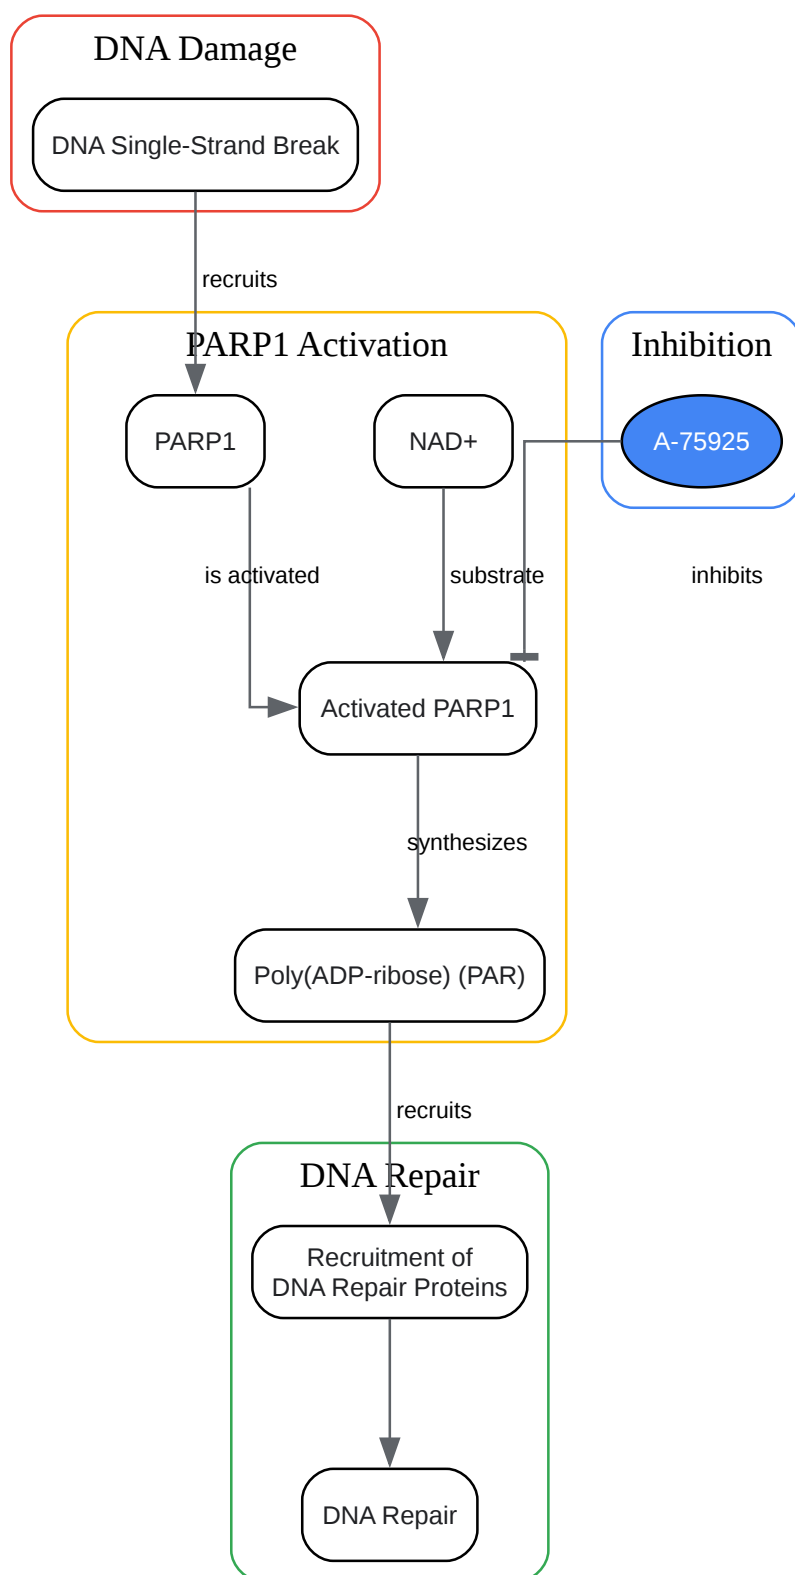 DNA Damage
DNA Single-Strand Break
recruits
PARP1 Activation
Inhibition
PARP1
NAD+
A-75925
is activated
substrate
inhibits
Activated PARP1
synthesizes
Poly(ADP-ribose) (PAR)
recruits
DNA Repair
Recruitment of
DNA Repair Proteins
DNA Repair